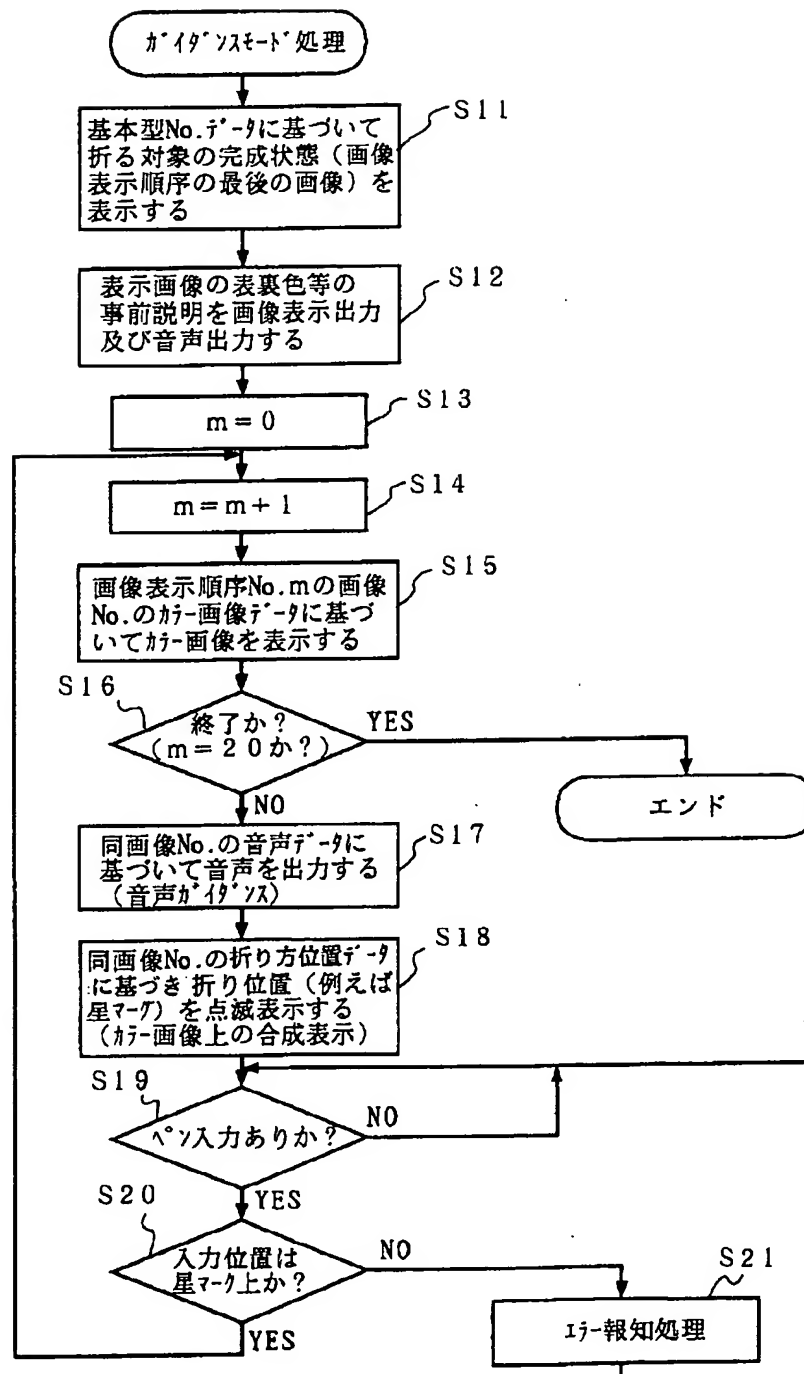 ｶﾞｲﾀﾞﾝｽﾓｰﾄﾞ処理
S11
基本型No.ﾃﾞｰﾀに基づいて
折る対象の完成状態（画像
表示順序の最後の画像）を
表示する
S12
表示画像の表裏色等の
事前説明を画像表示出力
及び音声出力する
S13
m＝0
S14
m＝m＋1
S15
画像表示順序No.mの画像
No.のｶﾗｰ画像ﾃﾞｰﾀに基づ
いてｶﾗｰ画像を表示する
S16
終了か？
(m＝20か？)
YES
NO
エンド
S17
同画像No.の音声ﾃﾞｰﾀに
基づいて音声を出力する
（音声ｶﾞｲﾀﾞﾝｽ）
S18
同画像No.の折り方位置ﾃﾞｰﾀ
に基づき折り位置（例えば
星ﾏｰｸ）を点滅表示する
（ｶﾗｰ画像上の合成表示）
S19
ﾍﾟﾝ入力ありか？
NO
YES
S20
入力位置は
星ﾏｰｸ上か？
NO
YES
S21
ｴﾗｰ報知処理